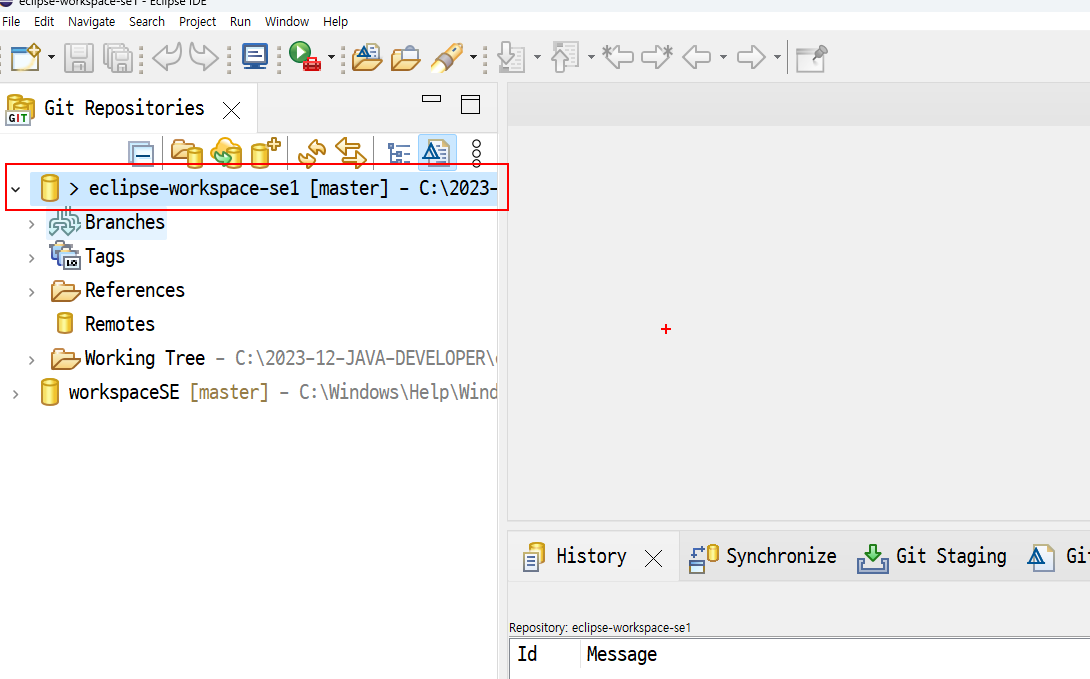 eclipse-workspace-se1 - Eclipse IDE
File Edit Navigate Search Project Run Window Help
Git Repositories
GIT
> eclipse-workspace-se1 [master] - C:\2023-
Branches
Tags
References
Remotes
Working Tree - C:\2023-12-JAVA-DEVELOPER\
workspaceSE [master] - C:\Windows\Help\Wind
History Synchronize Git Staging Git
Repository: eclipse-workspace-se1
Id Message